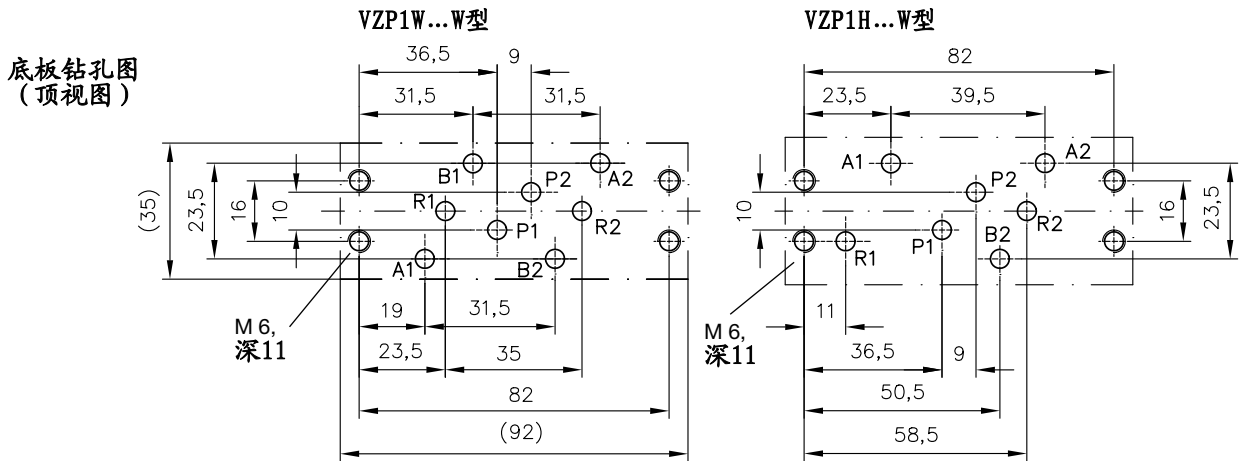 VZP1W...W型
VZP1H...W型
底板钻孔图
(顶视图)
36,5 9
82
31,5 31,5
23,5 39,5
B1 P2 A2
A1 P2 A2
(35) 23,5 16 10
R1 P1 R2
A1 B2
10 P1 R1 B2 R2 16 23,5
M 6,
深11
19 31,5
23,5 35
82
(92)
M 6,
深11
11
36,5 9
50,5
58,5